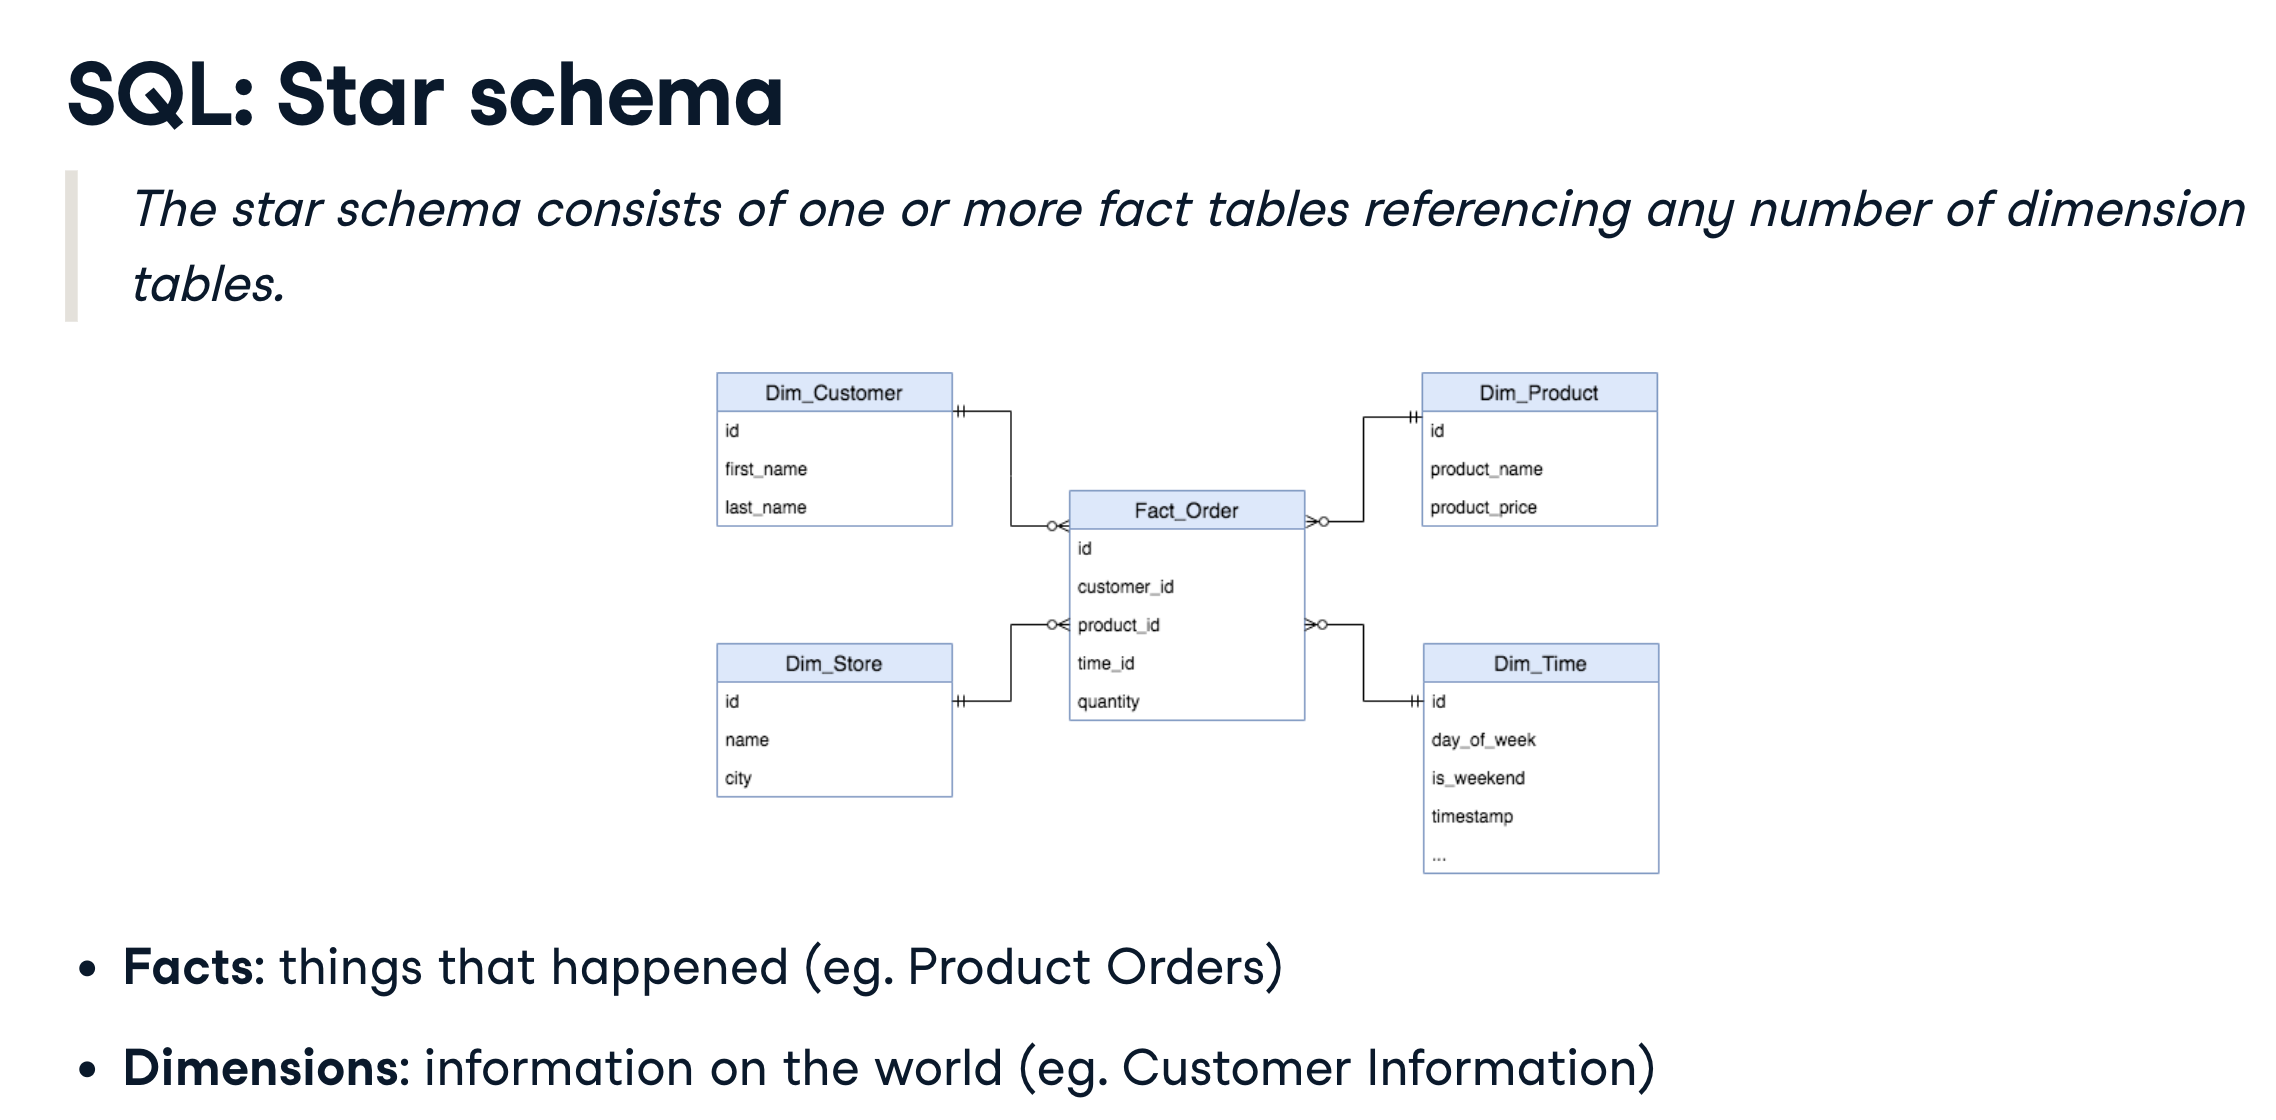 SQL: Star schema
The star schema consists of one or more fact tables referencing any number of dimension
tables.
Dim_Customer
id
first_name
last_name
Dim_Product
id
product_name
product_price
Fact_Order
id
customer_id
product_id
time_id
quantity
Dim_Store
id
name
city
Dim_Time
id
day_of_week
is_weekend
timestamp
...
• Facts: things that happened (eg. Product Orders)
• Dimensions: information on the world (eg. Customer Information)